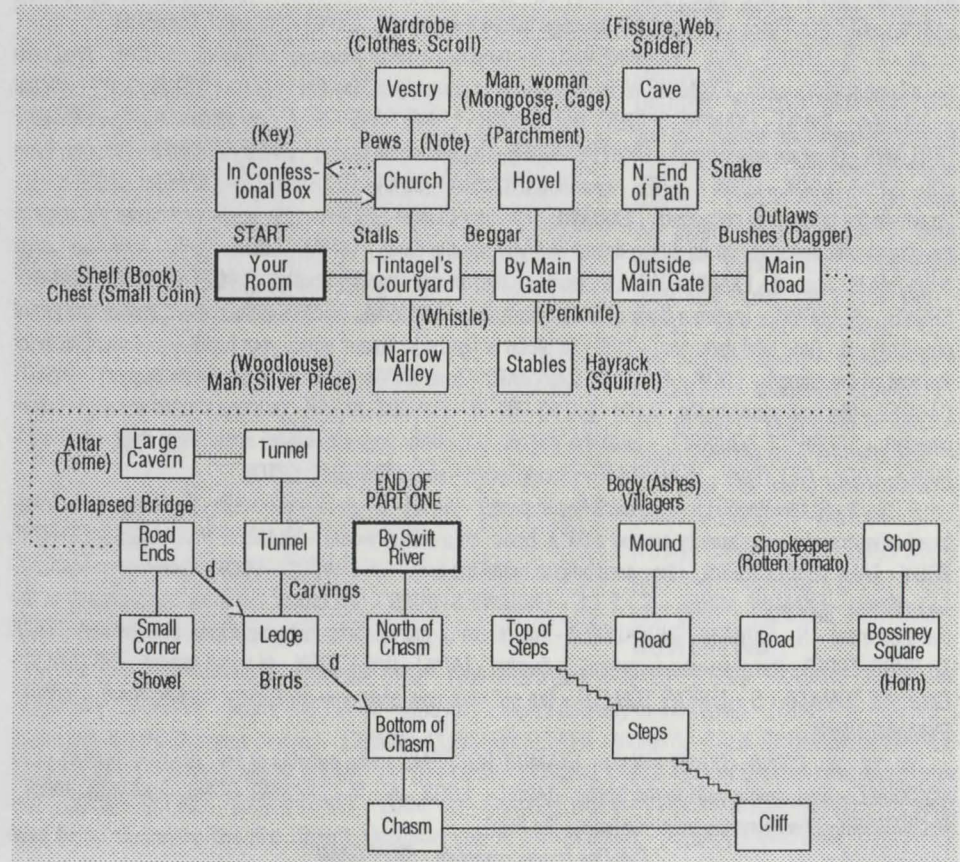 Wardrobe
(Clothes, Scroll)
(Fissure,Web,
Spider)
Vestry
Man, woman
(Mongoose, Cage)
Bed
(Parchment)
Cave
(Key)
Pews (Note)
In Confess-
ional Box
Church
Hovel
N. End
of Path
Snake
START
Stalls
Beggar
Outlaws
Bushes (Dagger)
Shelf (Book)
Chest (Small Coin)
Your
Room
Tintagel's
Courtyard
By Main
Gate
Outside
Main Gate
Main
Road
(Whistle)
(Penknife)
(Woodlouse)
Man (Silver Piece)
Narrow
Alley
Stables
Hayrack
(Squirrel)
Altar
(Tome)
Large
Cavern
Tunnel
END OF
PART ONE
Body (Ashes)
Villagers
Collapsed Bridge
Road
Ends
Tunnel
By Swift
River
Mound
Shopkeeper
(Rotten Tomato)
Shop
d
Carvings
Small
Corner
Ledge
North of
Chasm
Top of
Steps
Road
Road
Bossiney
Square
Shovel
Birds
d
(Horn)
Bottom of
Chasm
Steps
Chasm
Cliff